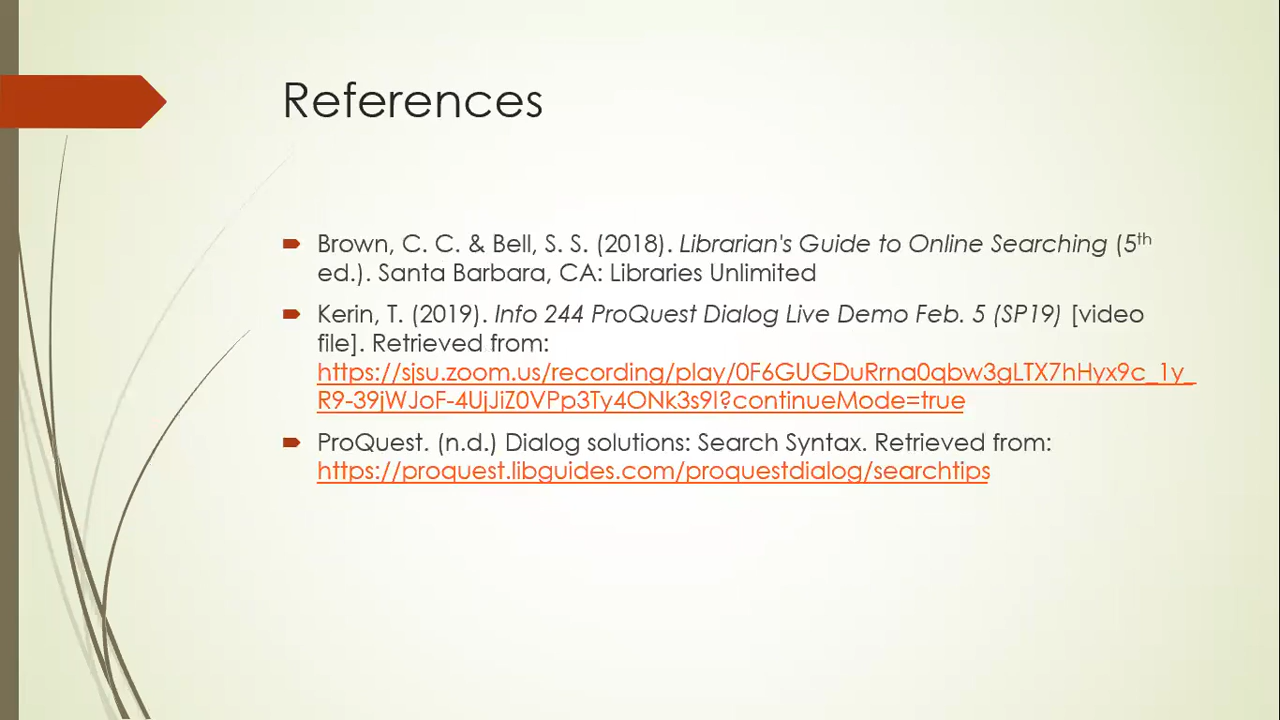 References
Brown, C. C. & Bell, S. S. (2018). Librarian's Guide to Online Searching (5th
ed.). Santa Barbara, CA: Libraries Unlimited
Kerin, T. (2019). Info 244 ProQuest Dialog Live Demo Feb. 5 (SP19) [video
file]. Retrieved from:
https://sjsu.zoom.us/recording/play/0F6GUGDuRrna0qbw3gLTX7hHyx9c_1y_
R9-39jWJoF-4UjJiZ0VPp3Ty4ONk3s9I?continueMode=true
ProQuest. (n.d.) Dialog solutions: Search Syntax. Retrieved from:
https://proquest.libguides.com/proquestdialog/searchtips